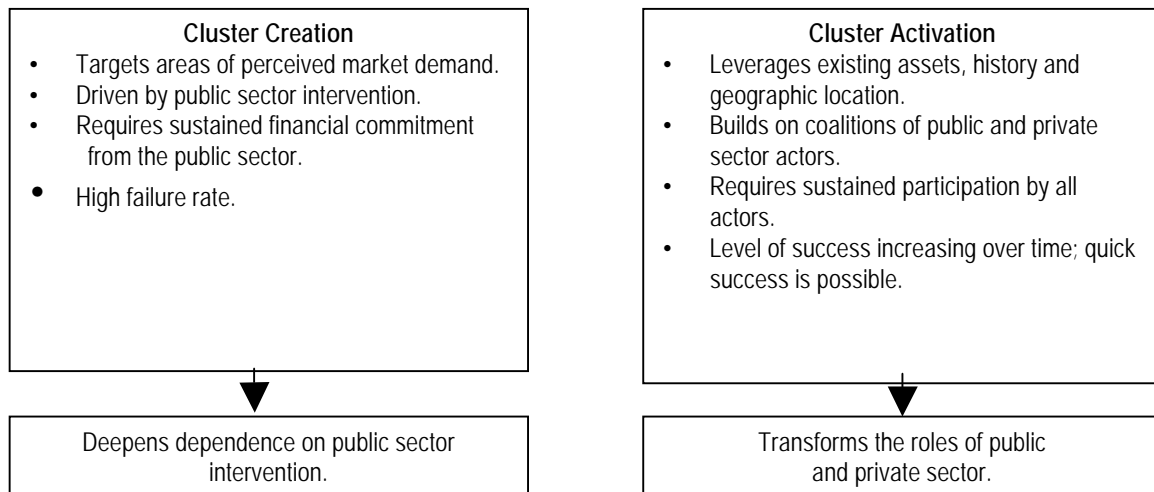 Cluster Creation
• Targets areas of perceived market demand.
• Driven by public sector intervention.
• Requires sustained financial commitment
from the public sector.
• High failure rate.
Deepens dependence on public sector
intervention.
Cluster Activation
• Leverages existing assets, history and
geographic location.
• Builds on coalitions of public and private
sector actors.
• Requires sustained participation by all
actors.
• Level of success increasing over time; quick
success is possible.
Transforms the roles of public
and private sector.